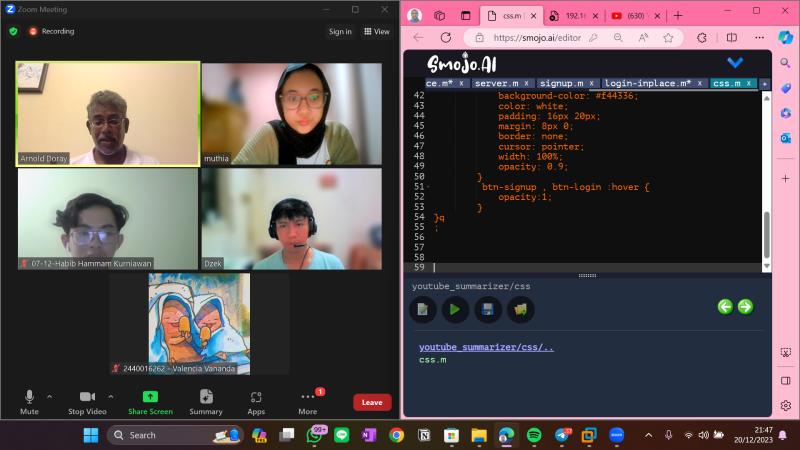 Zoom Meeting
Recording
Sign in
View
Arnold Doray
muthia
07-12-Habib Hammam Kurniawan
Dzek
2440016262 - Valencia Vananda
Mute
Stop Video
Share Screen
Summary
Apps
1
More
Leave
css.m
192.1
(630)
https://smojo.ai/editor
SmoJo.AI
ce.m* x
server.m x
signup.m x
login-inplace.m* x
css.m x
42 background-color: #f44336;
43 color: white;
44 padding: 16px 20px;
45 margin: 8px 0;
46 border: none;
47 cursor: pointer;
48 width: 100%;
49 opacity: 0.9;
50 }
51 btn-signup , btn-login :hover {
52 opacity:1;
53 }
54 }q
55 ;
56
57
58
59
youtube_summarizer/css
youtube_summarizer/css/..
css.m
Search
99+
21:47
20/12/2023